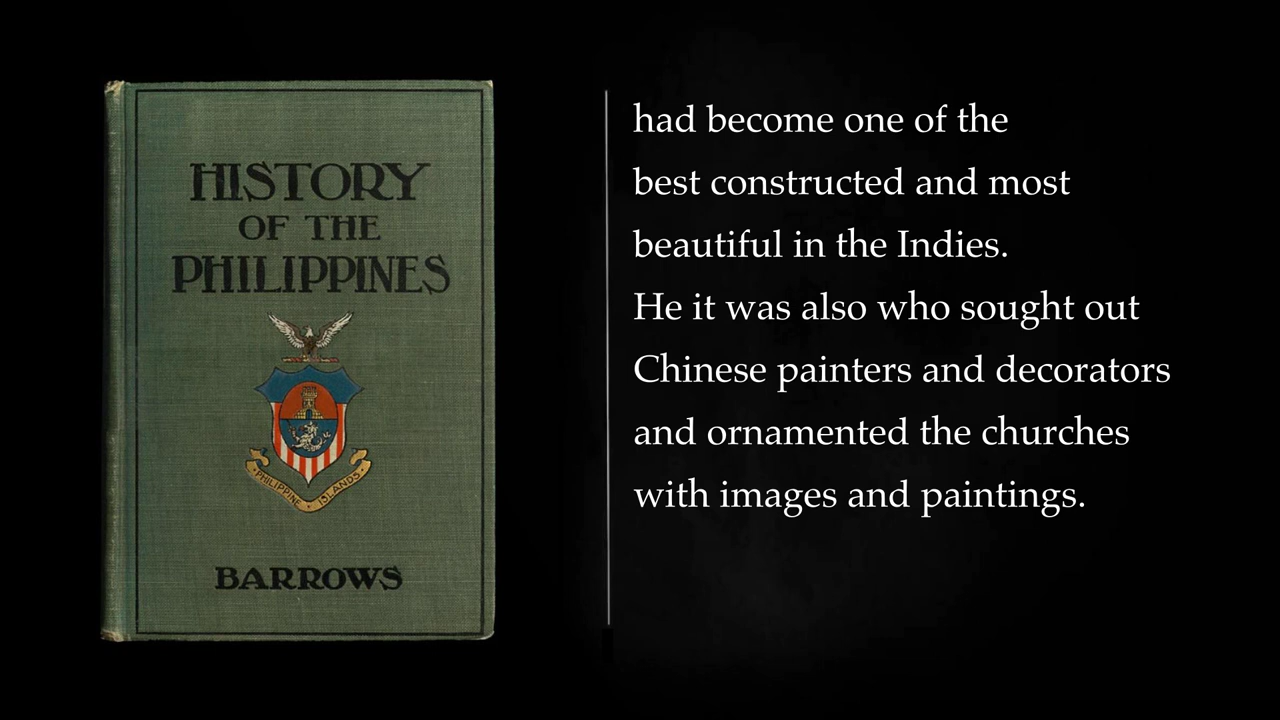 HISTORY
OF THE
PHILIPPINES
PHILIPPINE ISLANDS
BARROWS
had become one of the
best constructed and most
beautiful in the Indies.
He it was also who sought out
Chinese painters and decorators
and ornamented the churches
with images and paintings.